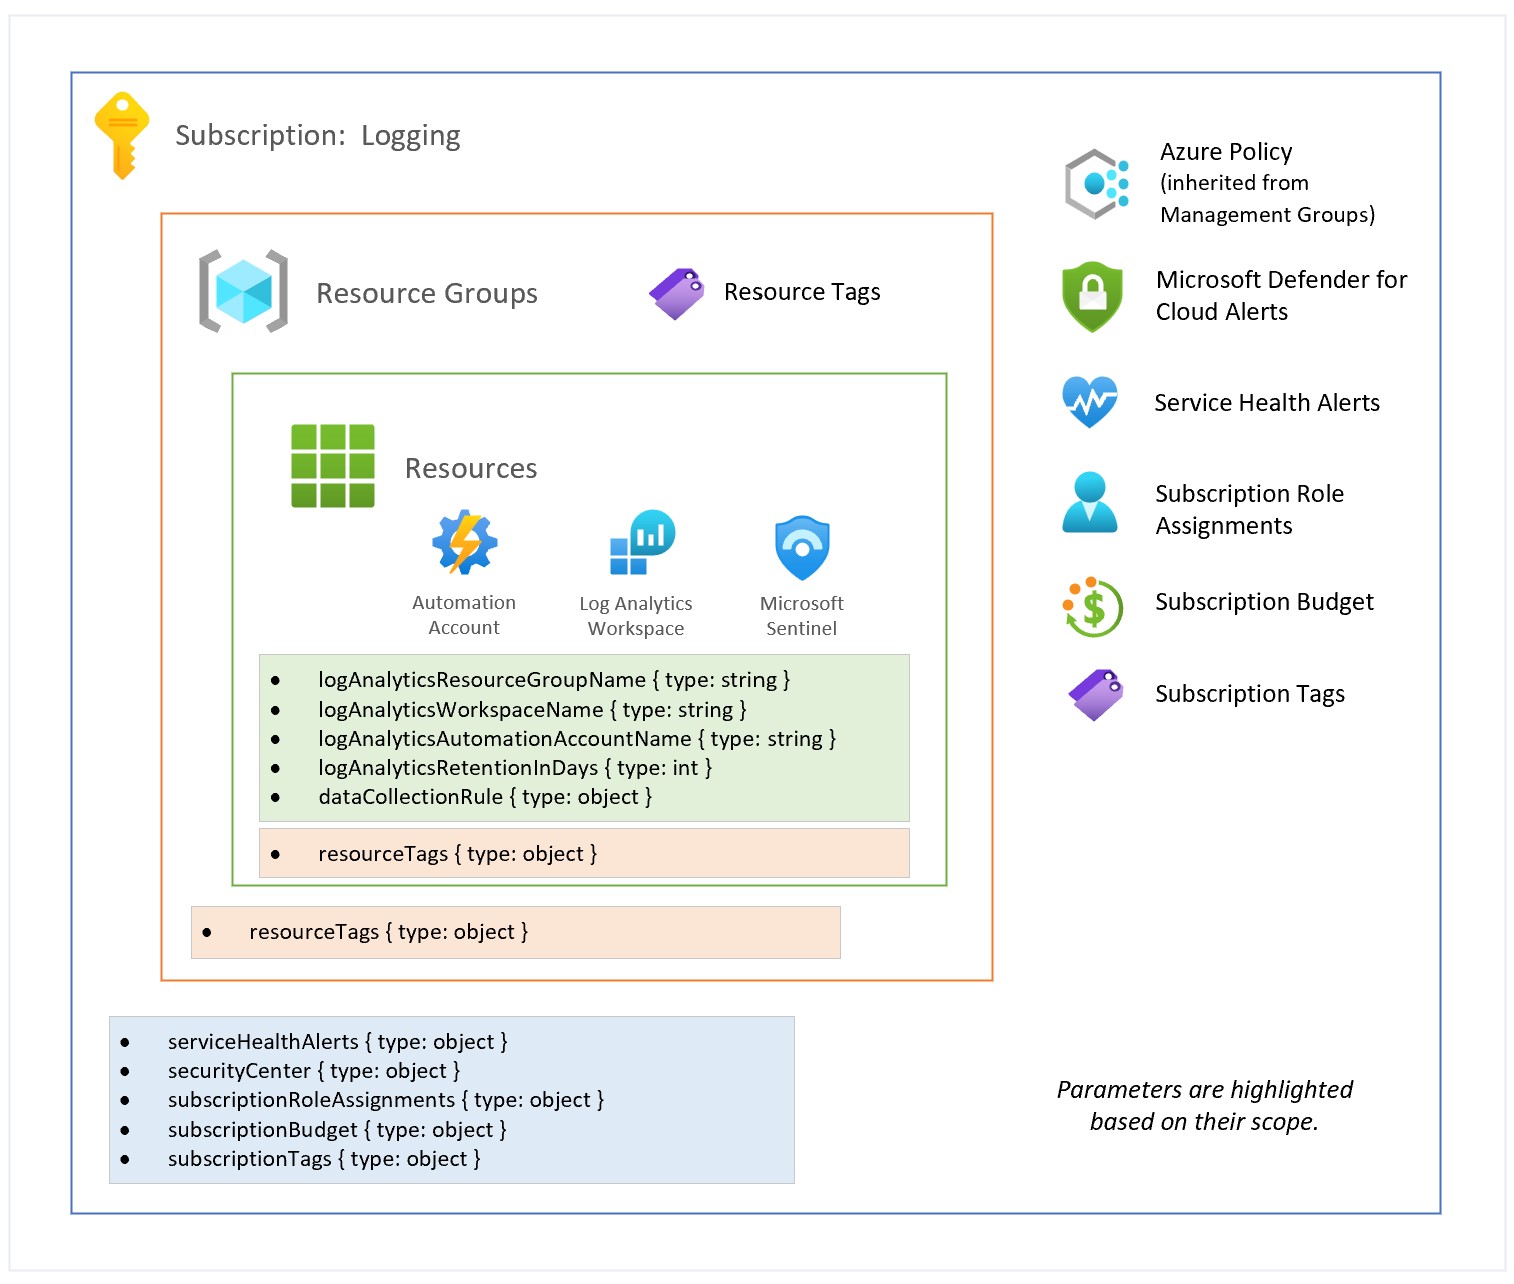 Subscription:  Logging
Azure Policy
(inherited from
Management Groups)
Resource Groups
Resource Tags
Microsoft Defender for
Cloud Alerts
Service Health Alerts
Resources
Subscription Role
Assignments
Automation
Account
Log Analytics
Workspace
Microsoft
Sentinel
Subscription Budget
Subscription Tags
• logAnalyticsResourceGroupName { type: string }
• logAnalyticsWorkspaceName { type: string }
• logAnalyticsAutomationAccountName { type: string }
• logAnalyticsRetentionInDays { type: int }
• dataCollectionRule { type: object }
• resourceTags { type: object }
• resourceTags { type: object }
• serviceHealthAlerts { type: object }
• securityCenter { type: object }
• subscriptionRoleAssignments { type: object }
• subscriptionBudget { type: object }
• subscriptionTags { type: object }
Parameters are highlighted
based on their scope.